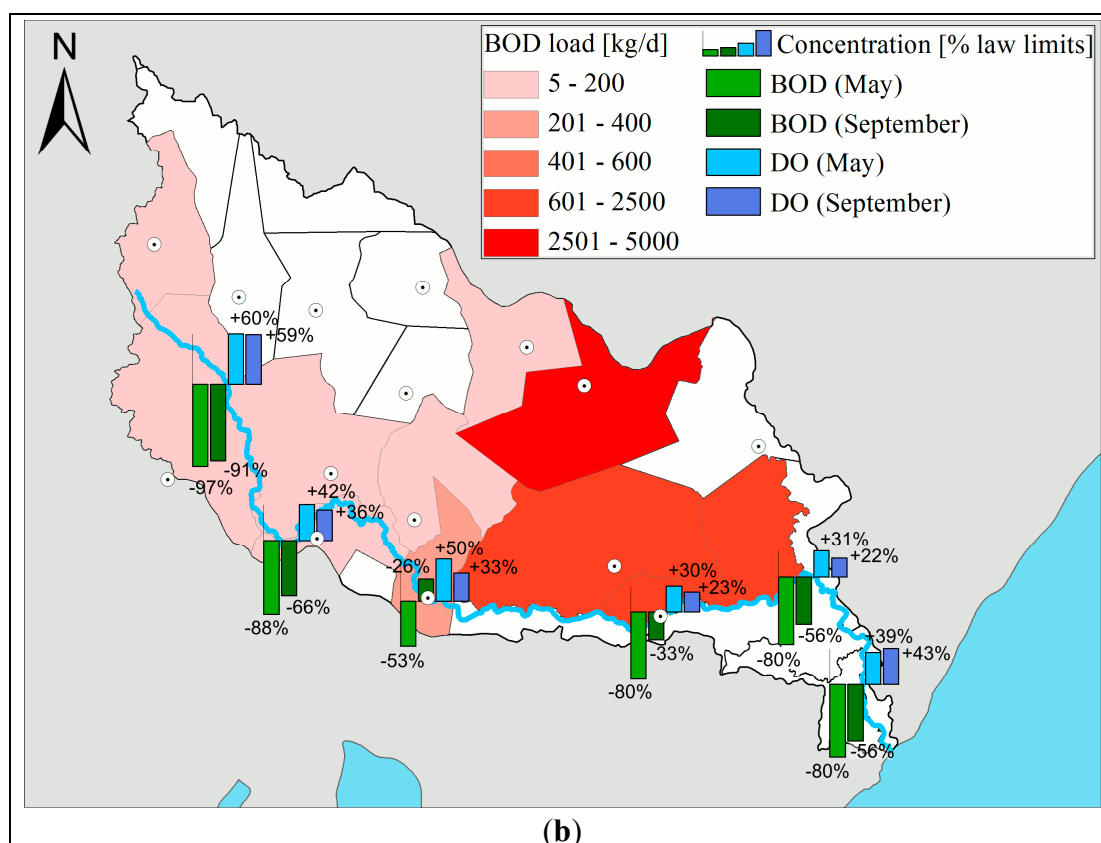 N
BOD load [kg/d]
5 - 200
201 - 400
401 - 600
601 - 2500
2501 - 5000
Concentration [% law limits]
BOD (May)
BOD (September)
DO (May)
DO (September)
+60%
+59%
-91%
-97%
+42%
+36%
-66%
-88%
-26%
+50%
+33%
-53%
+30%
+23%
-33%
-80%
+31%
+22%
-56%
-80%
+39%
+43%
-56%
-80%
(b)